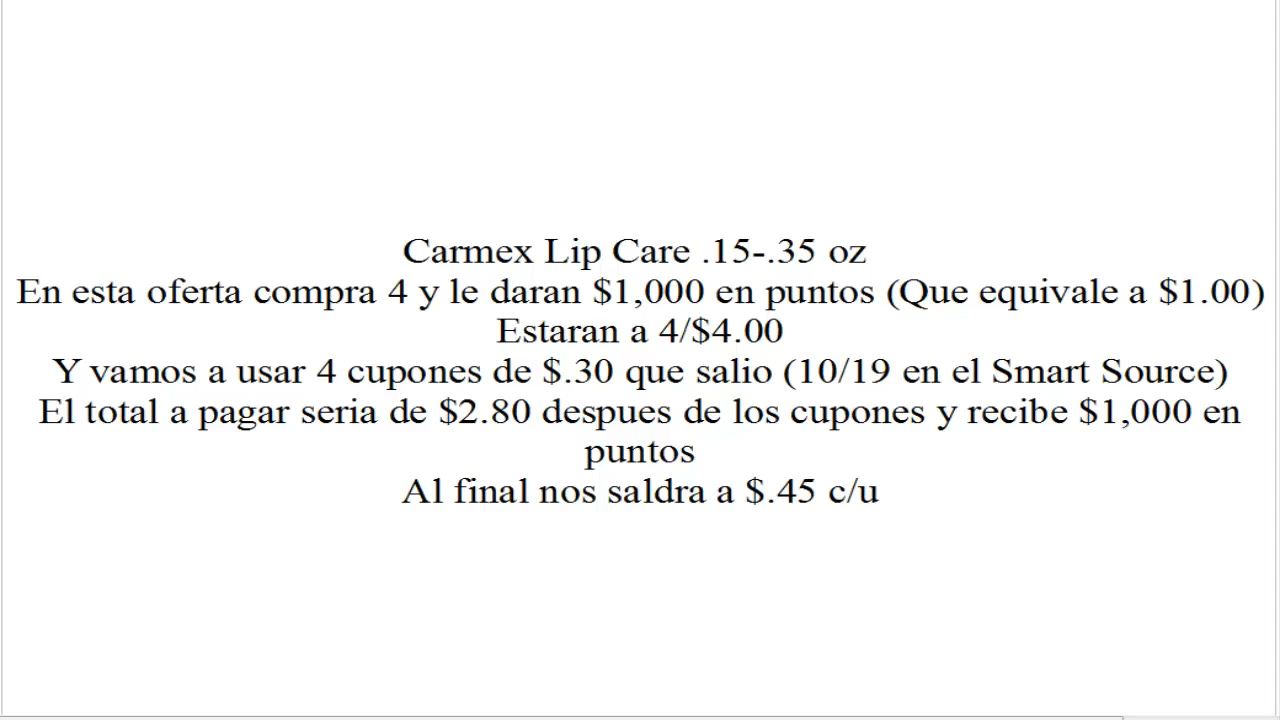 Carmex Lip Care .15-.35 oz
En esta oferta compra 4 y le daran $1,000 en puntos (Que equivale a $1.00)
Estaran a 4/$4.00
Y vamos a usar 4 cupones de $.30 que salio (10/19 en el Smart Source)
El total a pagar seria de $2.80 despues de los cupones y recibe $1,000 en
puntos
Al final nos saldra a $.45 c/u